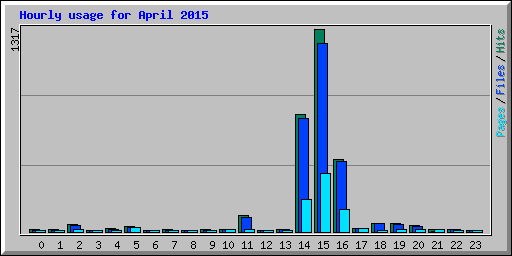 Hourly usage for April 2015
1317
Pages / Files / Hits
0 1 2 3 4 5 6 7 8 9 10 11 12 13 14 15 16 17 18 19 20 21 22 23